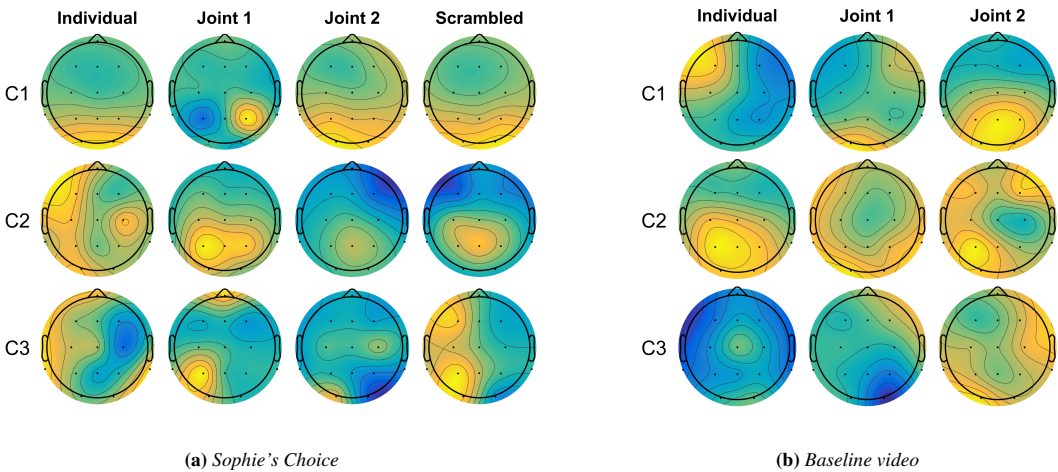 Individual Joint 1 Joint 2 Scrambled
C1
C2
C3
(a) Sophie's Choice
Individual Joint 1 Joint 2
C1
C2
C3
(b) Baseline video